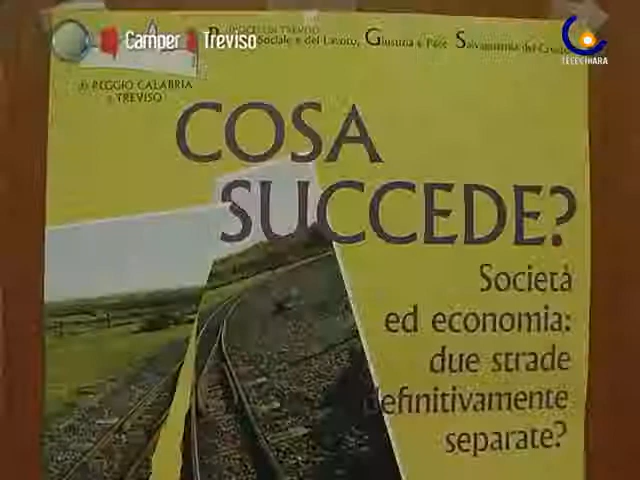 Camper Treviso
TELECHIARA
Sociale e del Lavoro, Giustizia e Pace Salvaguardia del Creato
di REGGIO CALABRIA
e TREVISO
COSA
SUCCEDE?
Società
ed economia:
due strade
definitivamente
separate?